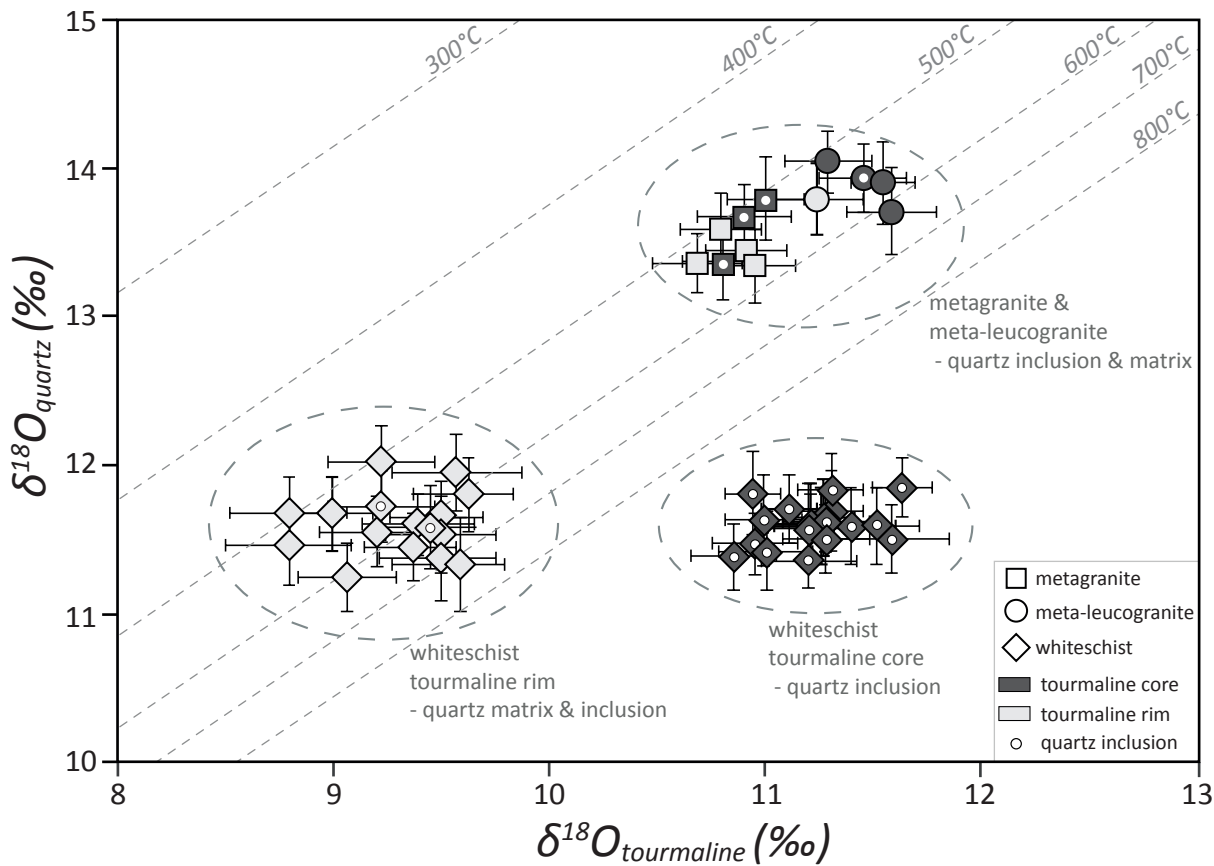 15
14
13
12
11
10
8
9
10
11
12
13
δ¹⁸Oquartz (‰)
δ¹⁸Otourmaline (‰)
300°C
400°C
500°C
600°C
700°C
800°C
metagranite &
meta-leucogranite
- quartz inclusion & matrix
whiteschist
tourmaline rim
- quartz matrix & inclusion
whiteschist
tourmaline core
- quartz inclusion
metagranite
meta-leucogranite
whiteschist
tourmaline core
tourmaline rim
quartz inclusion